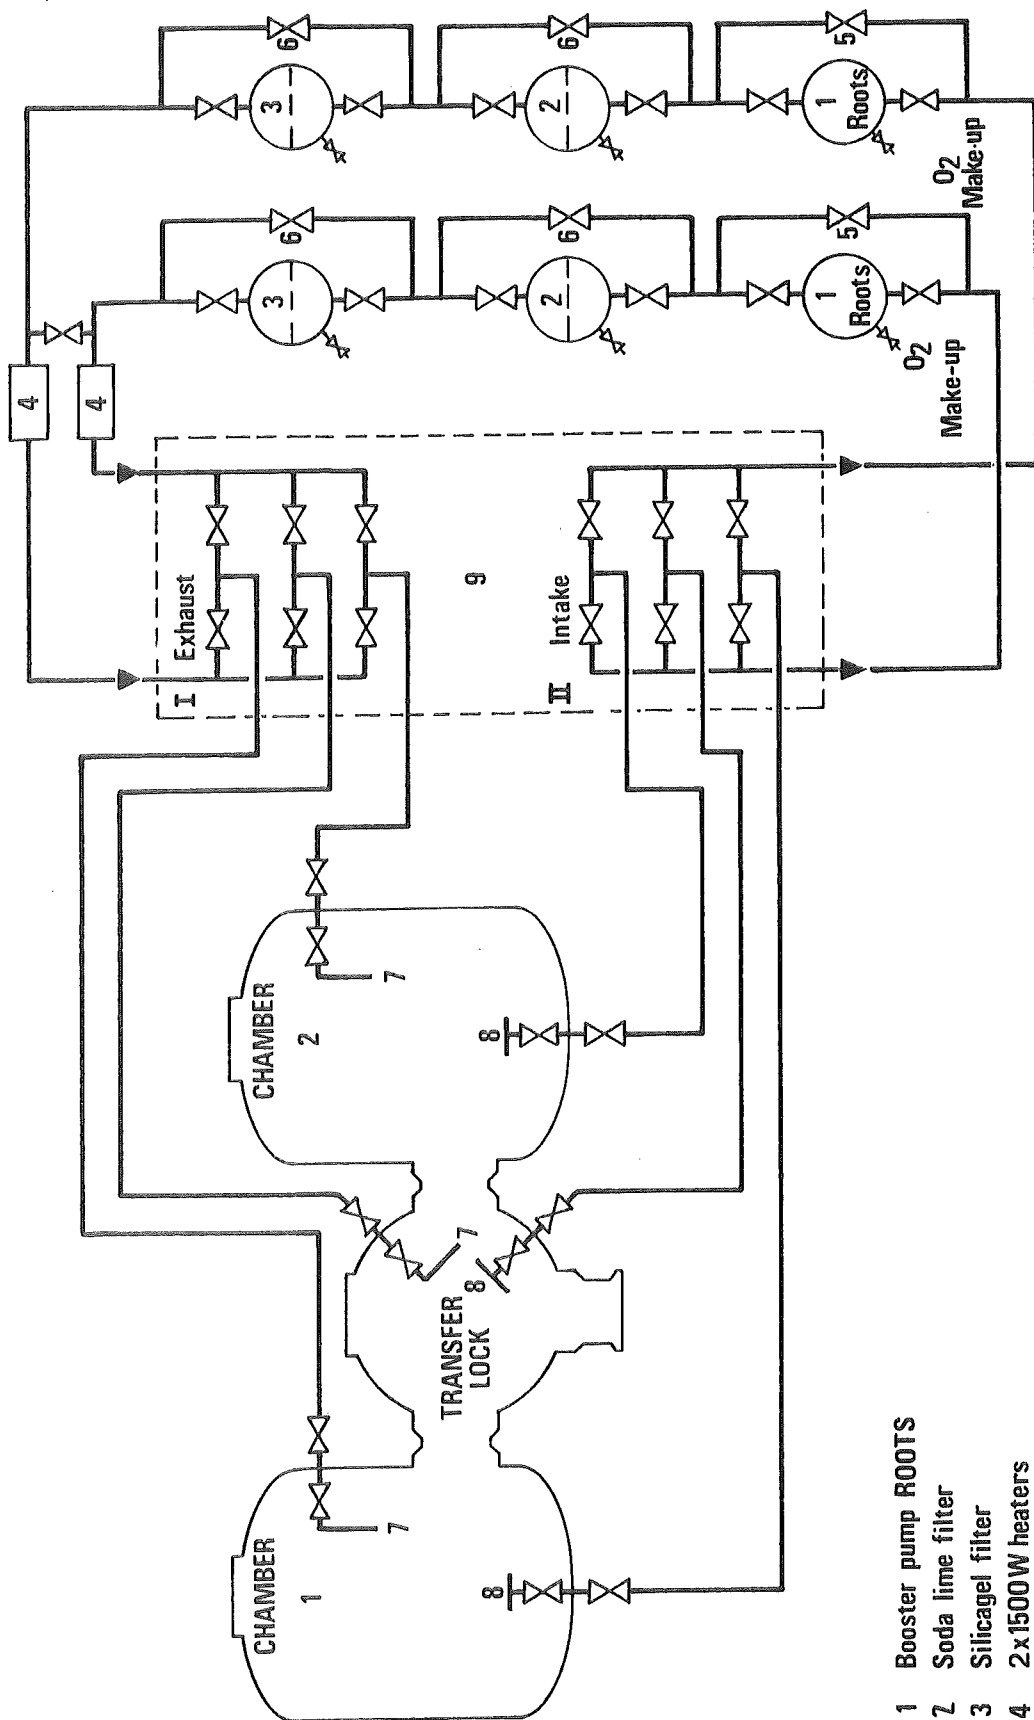 4
4
I Exhaust
CHAMBER
1
CHAMBER
2
3
6
3
6
7
7
TRANSFER
LOCK
7
8
9
8
8
II Intake
2
6
2
6
1
Roots
5
1
Roots
5
O2
Make-up
O2
Make-up
1 Booster pump ROOTS
2 Soda lime filter
3 Silicagel filter
4 2x1500W heaters